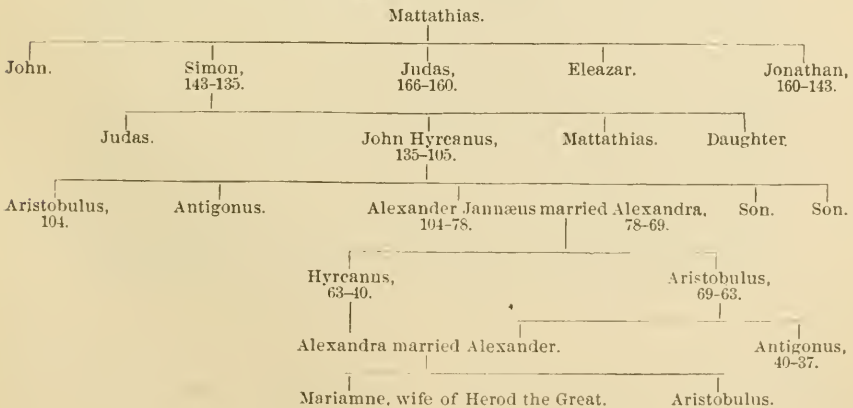 Mattathias.
John. Simon, Judas, Eleazar. Jonathan,
143-135. 166-160. 160-143.
Judas. John Hyrcanus, Mattathias. Daughter.
135-105.
Aristobulus, Antigonus. Alexander Jannæus married Alexandra, Son. Son.
104. 104-78. 78-69.
Hyrcanus, Aristobulus,
63-40. 69-63.
Alexandra married Alexander. Antigonus,
40-37.
Mariamne, wife of Herod the Great. Aristobulus.